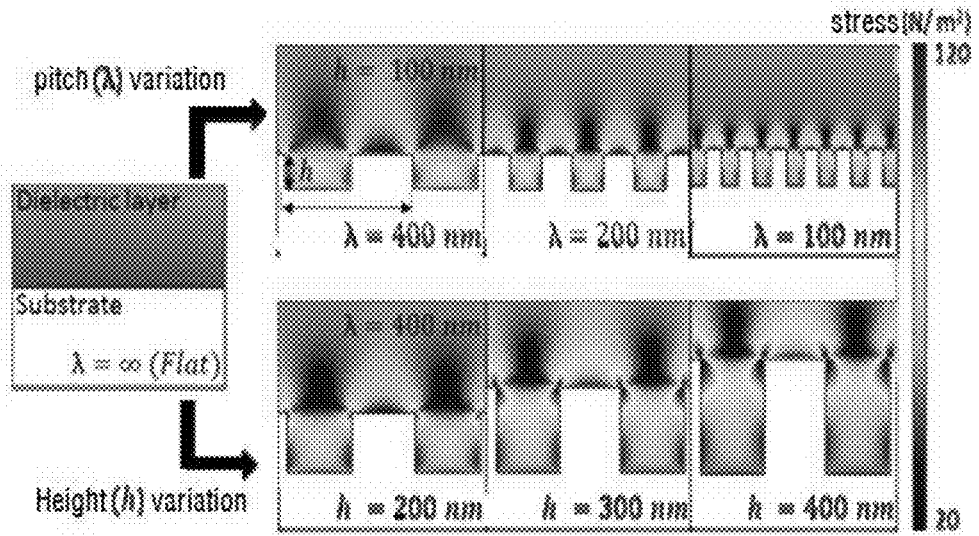 stress(N/m²)
120
pitch(λ) variation
h = 100 nm
h
λ = 400 nm
λ = 200 nm
λ = 100 nm
Dielectric layer
Substrate
λ = ∞ (Flat)
λ = 400 nm
Height(h) variation
h = 200 nm
h = 300 nm
h = 400 nm